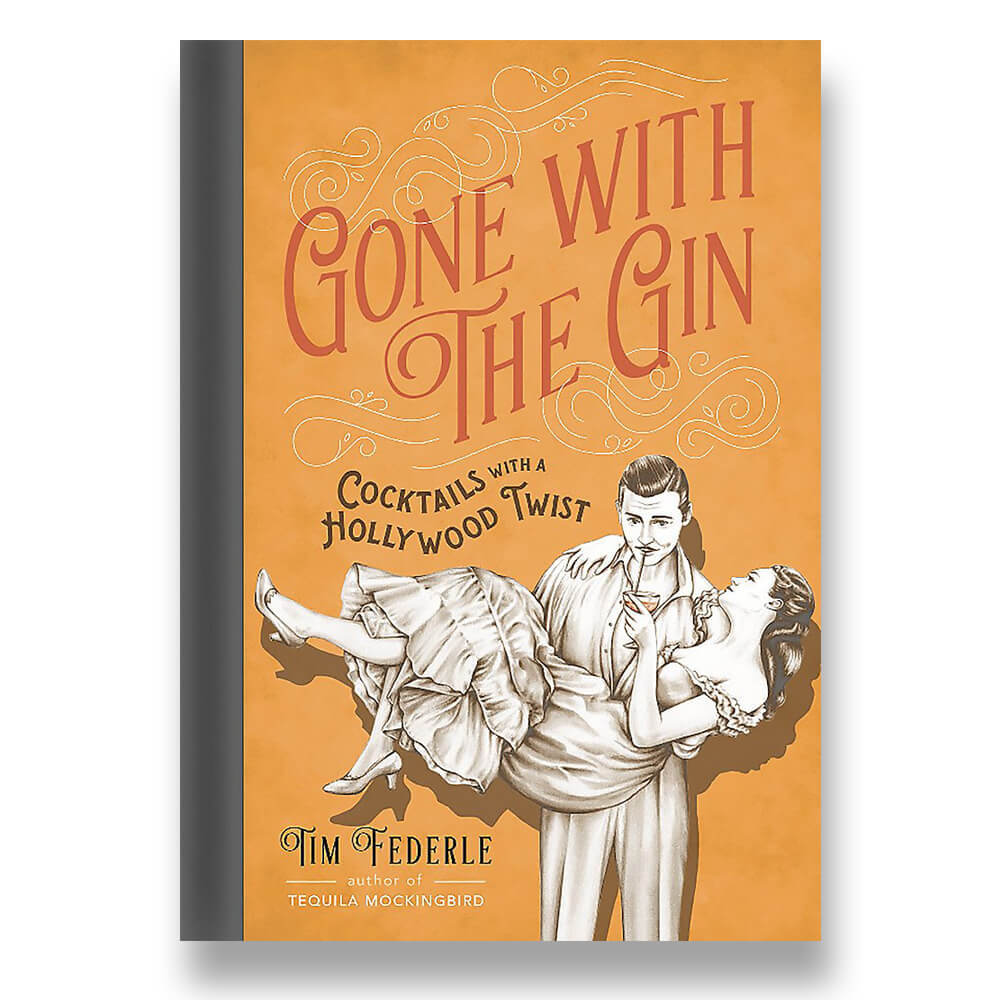 GONE WITH
THE GIN
COCKTAILS WITH A
HOLLYWOOD TWIST
TIM FEDERLE
author of
TEQUILA MOCKINGBIRD